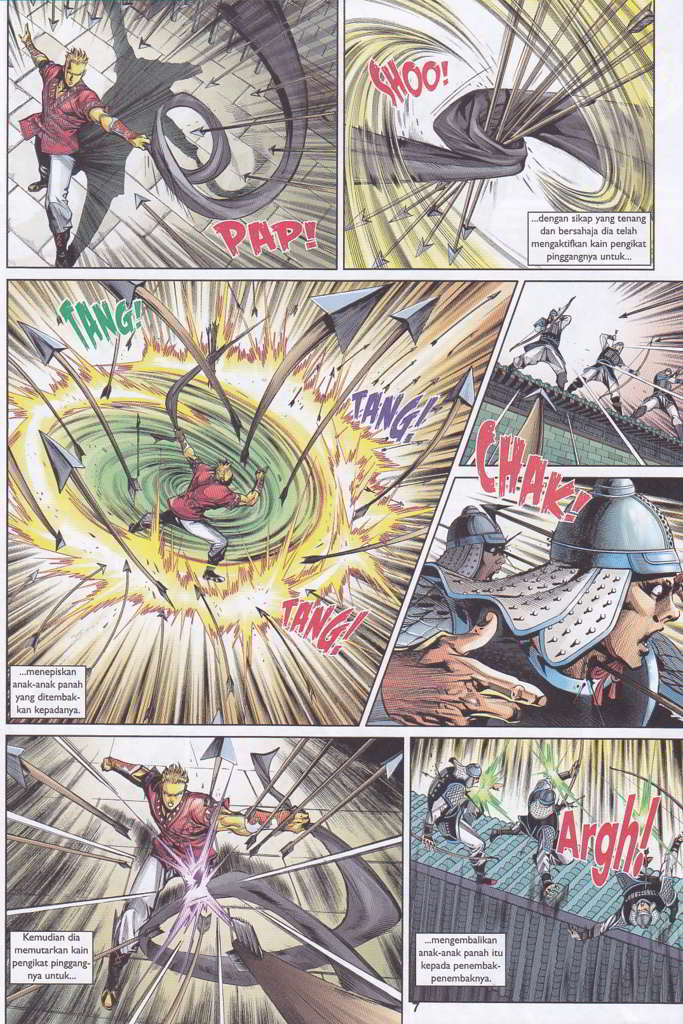 PAP!
SHOO!
...dengan sikap yang tenang
dan bersahaja dia telah
mengaktifkan kain pengikat
pinggangnya untuk...
TANG!
TANG!
TANG!
...menepiskan
anak-anak panah
yang ditembak-
kan kepadanya.
CHAK!
Kemudian dia
memutarkan kain
pengikat pinggang-
nya untuk...
Argh!
...mengembalikan
anak-anak panah itu
kepada penembak-
penembaknya.
7